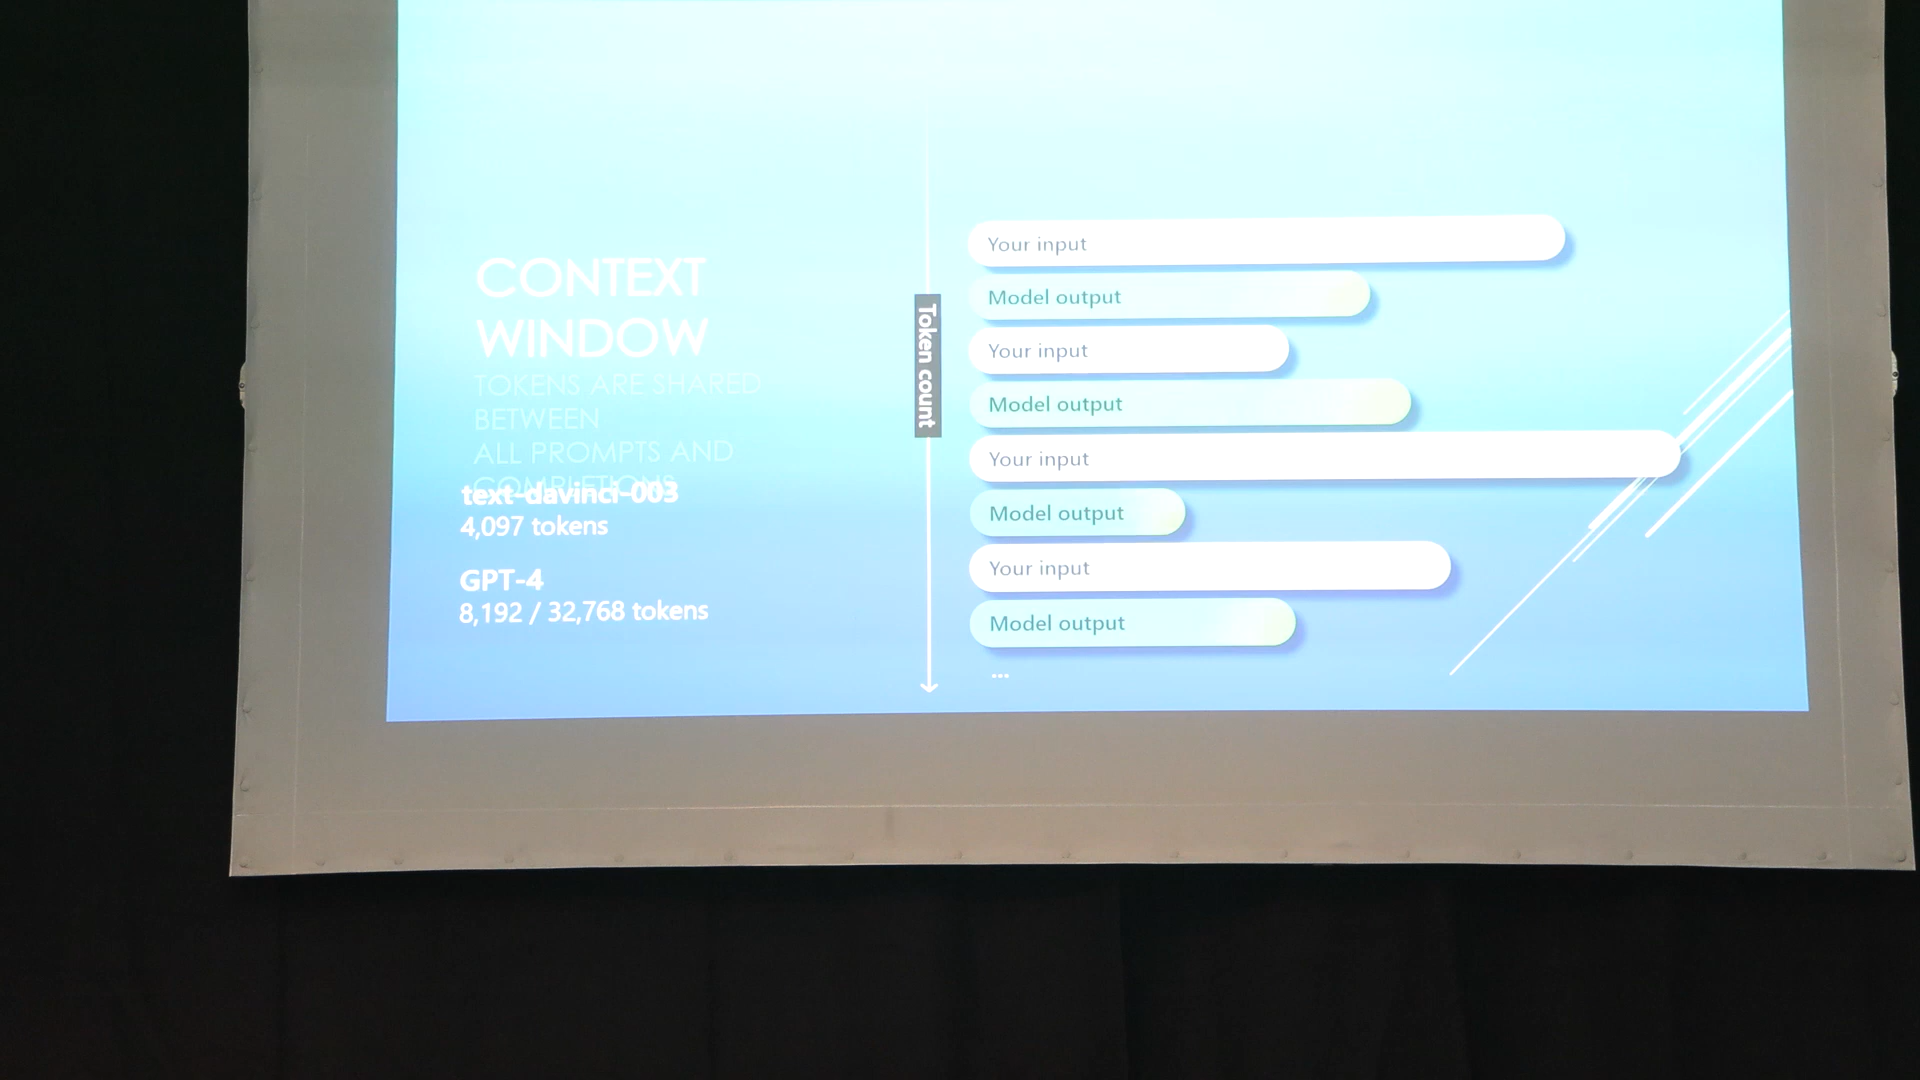 CONTEXT
WINDOW
TOKENS ARE SHARED
BETWEEN
ALL PROMPTS AND
COMPLETIONS
text-davinci-003
4,097 tokens
GPT-4
8,192 / 32,768 tokens
Token count
Your input
Model output
Your input
Model output
Your input
Model output
Your input
Model output
...